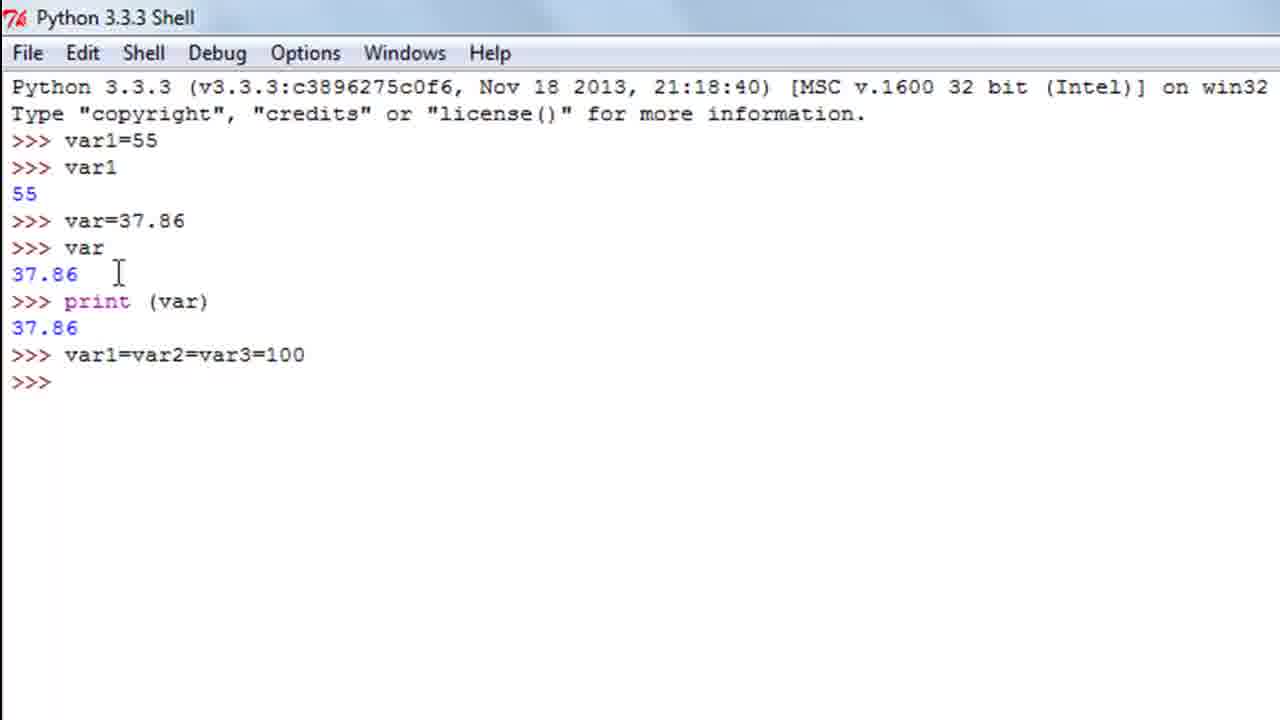 Python 3.3.3 Shell
File Edit Shell Debug Options Windows Help
Python 3.3.3 (v3.3.3:c3896275c0f6, Nov 18 2013, 21:18:40) [MSC v.1600 32 bit (Intel)] on win32
Type "copyright", "credits" or "license()" for more information.
>>> var1=55
>>> var1
55
>>> var=37.86
>>> var
37.86
>>> print (var)
37.86
>>> var1=var2=var3=100
>>>